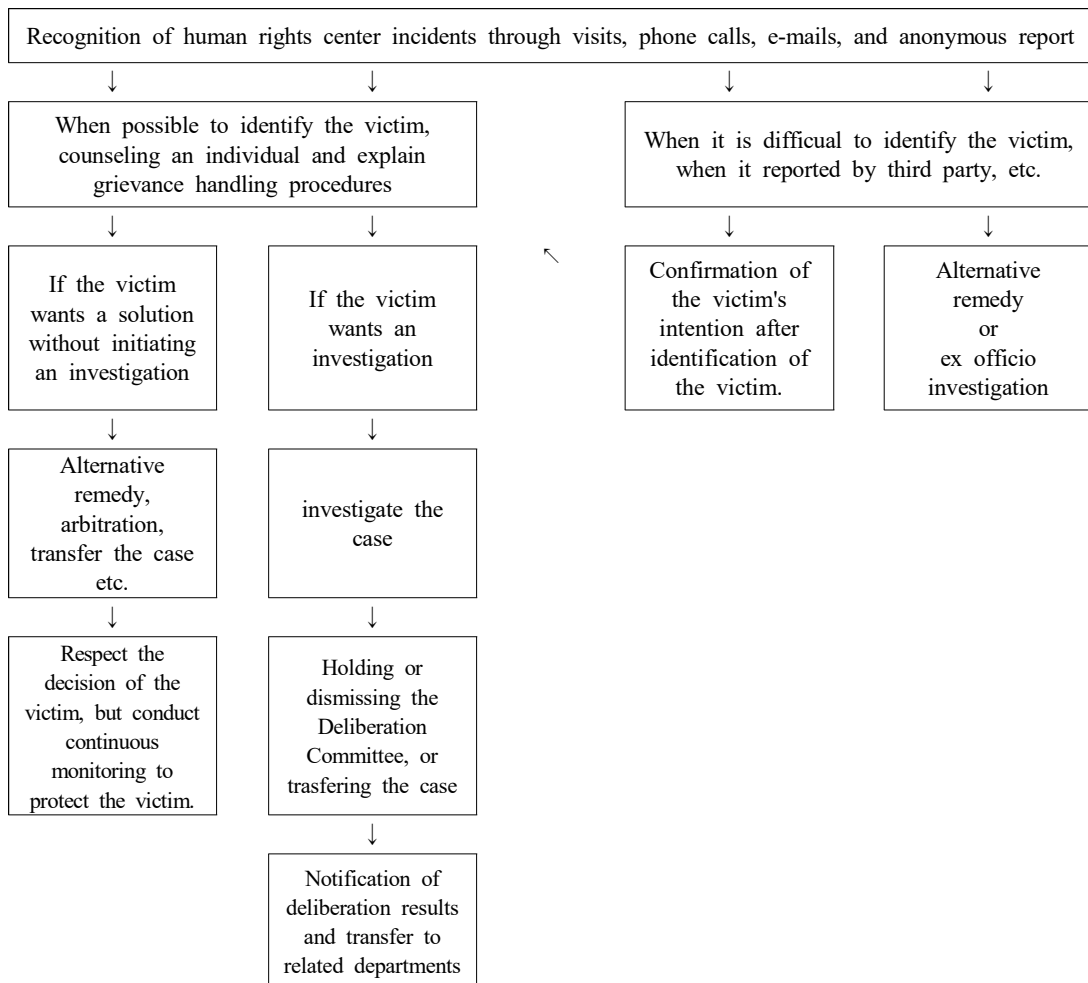 Recognition of human rights center incidents through visits, phone calls, e-mails, and anonymous report
↓ ↓ ↓ ↓
When possible to identify the victim,
counseling an individual and explain
grievance handling procedures
When it is difficual to identify the victim,
when it reported by third party, etc.
↓ ↓ ↓ ↓
If the victim
wants a solution
without initiating
an investigation
If the victim
wants an
investigation
↖
Confirmation of
the victim's
intention after
identification of
the victim.
Alternative
remedy
or
ex officio
investigation
↓ ↓
Alternative
remedy,
arbitration,
transfer the case
etc.
investigate the
case
↓ ↓
Respect the
decision of the
victim, but conduct
continuous
monitoring to
protect the victim.
Holding or
dismissing the
Deliberation
Committee, or
trasfering the case
↓
Notification of
deliberation results
and transfer to
related departments